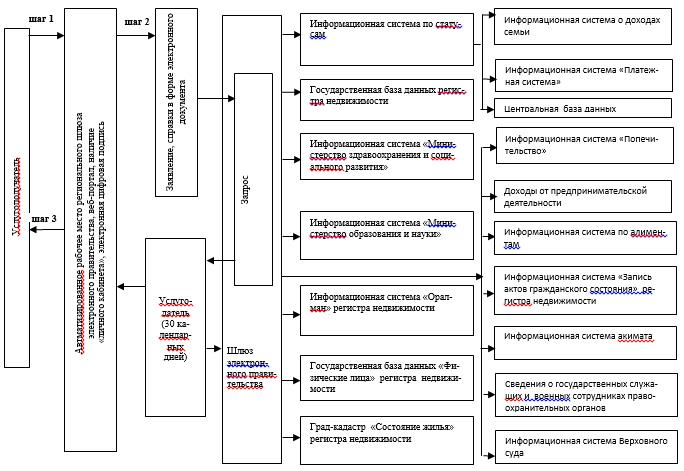 шаг 1
шаг 2
шаг 3
Услугополучатель
Автоматизированное рабочее место регионального шлюза
электронного правительства, веб-портал, наличие
«личного кабинета», электронная цифровая подпись
Заявление, справки в форме электронного
документа
Услуго-
датель
(30 ка-
лендар-
ных
дней)
Запрос
Шлюз
электрон-
ного прави-
тельства
Информационная система по стату-
сам
Государственная база данных регис-
тра недвижимости
Информационная система «Мини-
стерство здравоохранения и соци-
ального развития»
Информационная система «Мини-
стерство образования и науки»
Информационная система «Орал-
ман» регистра недвижимости
Государственная база данных «Фи-
зические лица» регистра недвижи-
мости
Град-кадастр «Состояние жилья»
регистра недвижимости
Информационная система о доходах
семьи
Информационная система «Платеж-
ная система»
Центральная база данных
Информационная система «Попечи-
тельство»
Доходы от предпринимательской
деятельности
Информационная система по алимен-
там
Информационная система «Запись
актов гражданского состояния» ре-
гистра недвижимости
Информационная система акимата
Сведения о государственных служа-
щих и военных сотрудниках право-
охранительных органов
Информационная система Верховного
суда